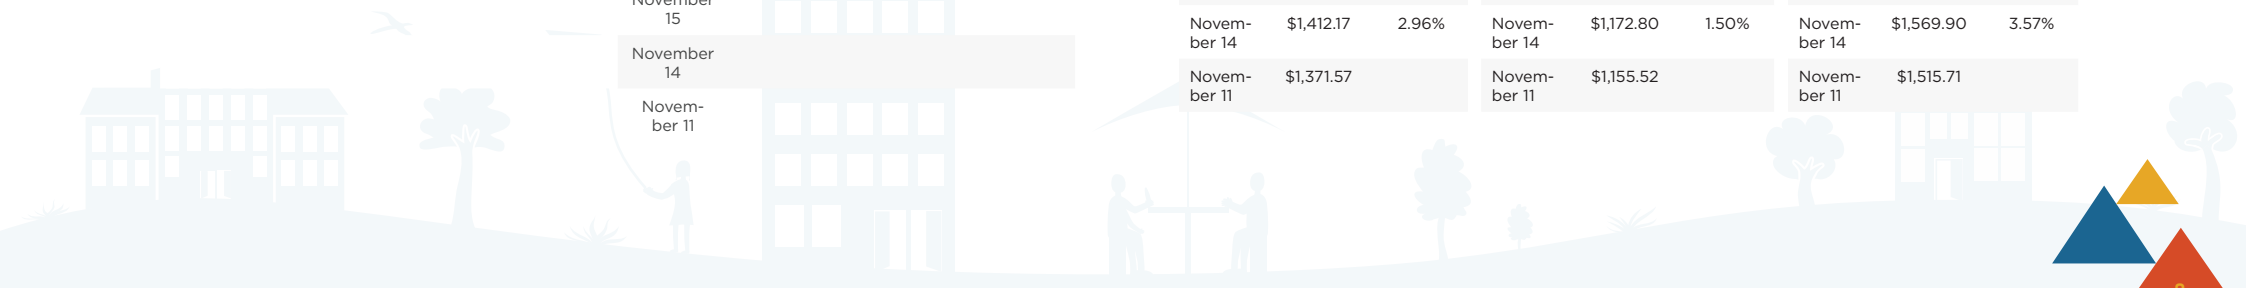 November
15
November
14
Novem-
ber 11
Novem- $1,412.17 2.96%
ber 14
Novem- $1,371.57
ber 11
Novem- $1,172.80 1.50%
ber 14
Novem- $1,155.52
ber 11
Novem- $1,569.90 3.57%
ber 14
Novem- $1,515.71
ber 11